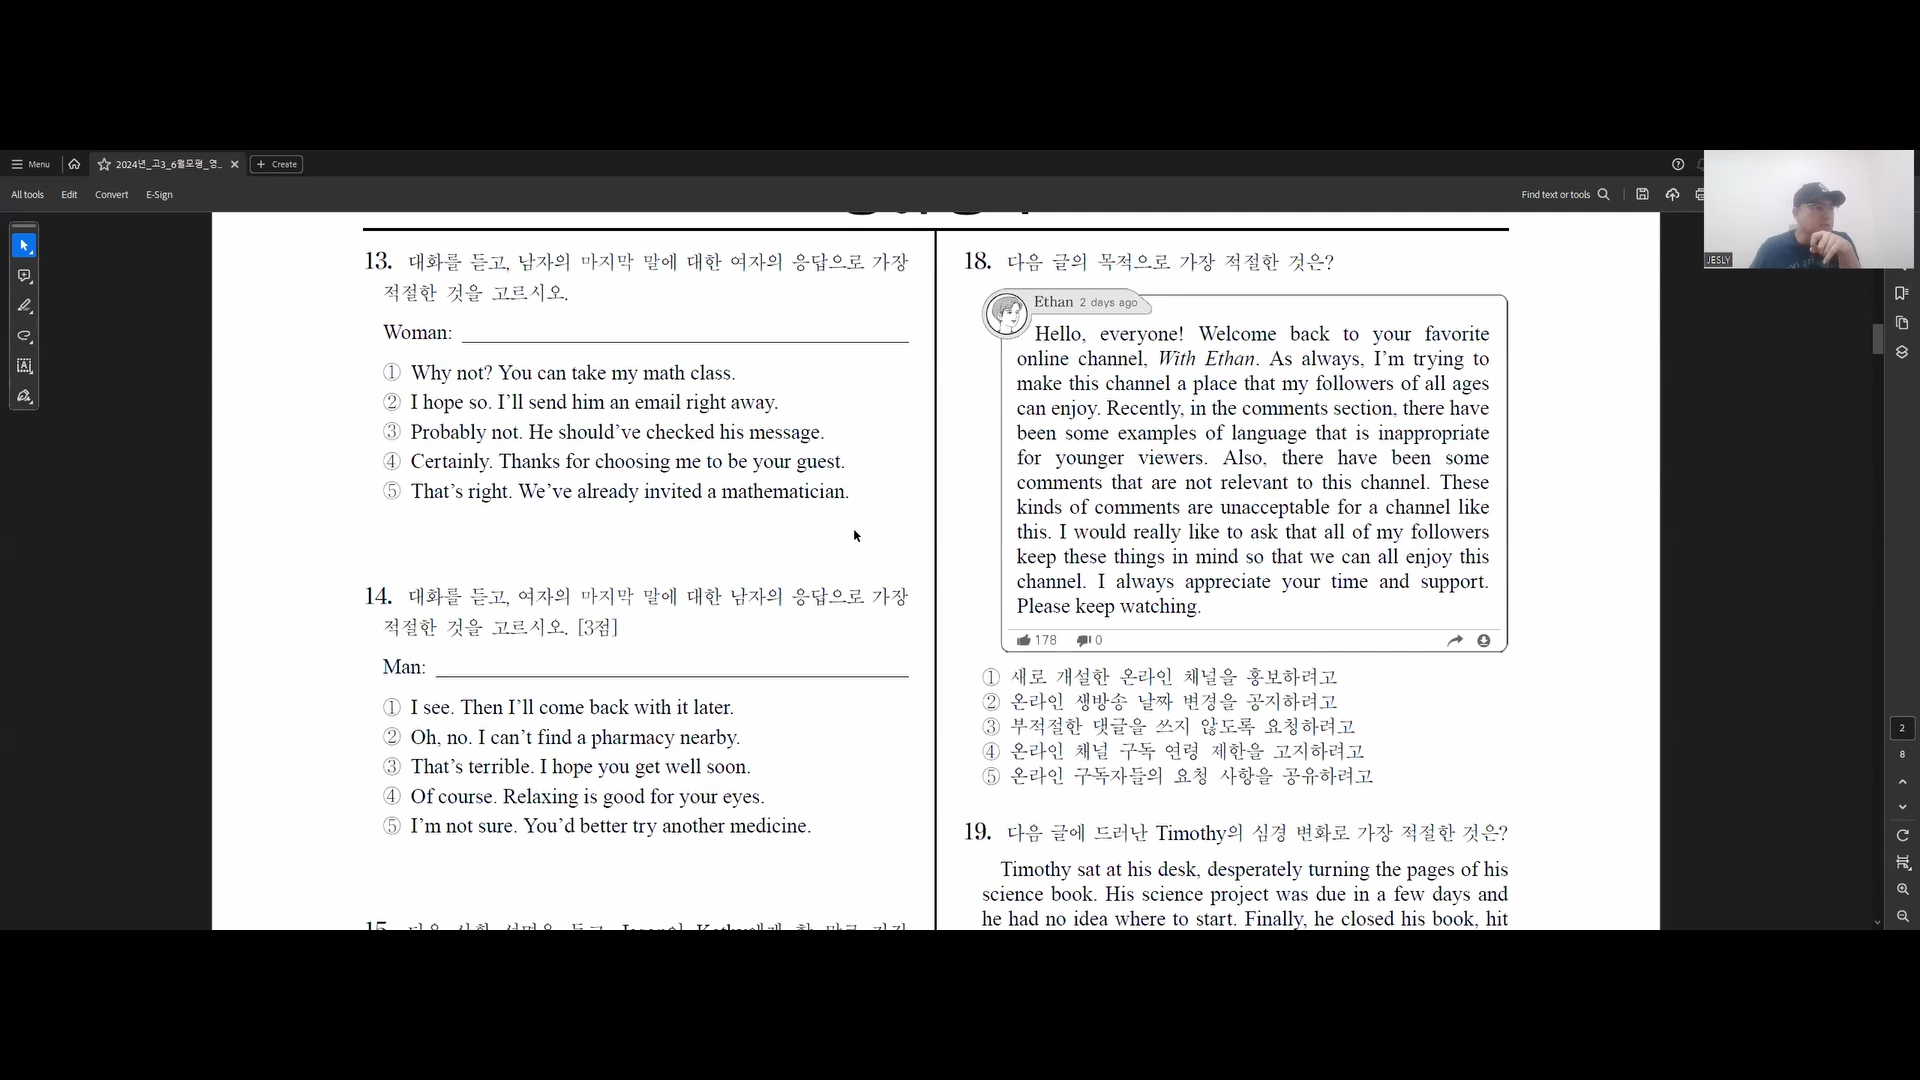 Menu
2024년_고3_6월모평_영...
Create
All tools
Edit
Convert
E-Sign
Find text or tools
JESLY
13. 대화를 듣고, 남자의 마지막 말에 대한 여자의 응답으로 가장
적절한 것을 고르시오.
Woman:
① Why not? You can take my math class.
② I hope so. I'll send him an email right away.
③ Probably not. He should've checked his message.
④ Certainly. Thanks for choosing me to be your guest.
⑤ That's right. We've already invited a mathematician.
14. 대화를 듣고, 여자의 마지막 말에 대한 남자의 응답으로 가장
적절한 것을 고르시오. [3점]
Man:
① I see. Then I'll come back with it later.
② Oh, no. I can't find a pharmacy nearby.
③ That's terrible. I hope you get well soon.
④ Of course. Relaxing is good for your eyes.
⑤ I'm not sure. You'd better try another medicine.
18. 다음 글의 목적으로 가장 적절한 것은?
Ethan 2 days ago
Hello, everyone! Welcome back to your favorite
online channel, With Ethan. As always, I'm trying to
make this channel a place that my followers of all ages
can enjoy. Recently, in the comments section, there have
been some examples of language that is inappropriate
for younger viewers. Also, there have been some
comments that are not relevant to this channel. These
kinds of comments are unacceptable for a channel like
this. I would really like to ask that all of my followers
keep these things in mind so that we can all enjoy this
channel. I always appreciate your time and support.
Please keep watching.
178
0
① 새로 개설한 온라인 채널을 홍보하려고
② 온라인 생방송 날짜 변경을 공지하려고
③ 부적절한 댓글을 쓰지 않도록 요청하려고
④ 온라인 채널 구독 연령 제한을 고지하려고
⑤ 온라인 구독자들의 요청 사항을 공유하려고
19. 다음 글에 드러난 Timothy의 심경 변화로 가장 적절한 것은?
Timothy sat at his desk, desperately turning the pages of his
science book. His science project was due in a few days and
he had no idea where to start. Finally, he closed his book, hit
2
8